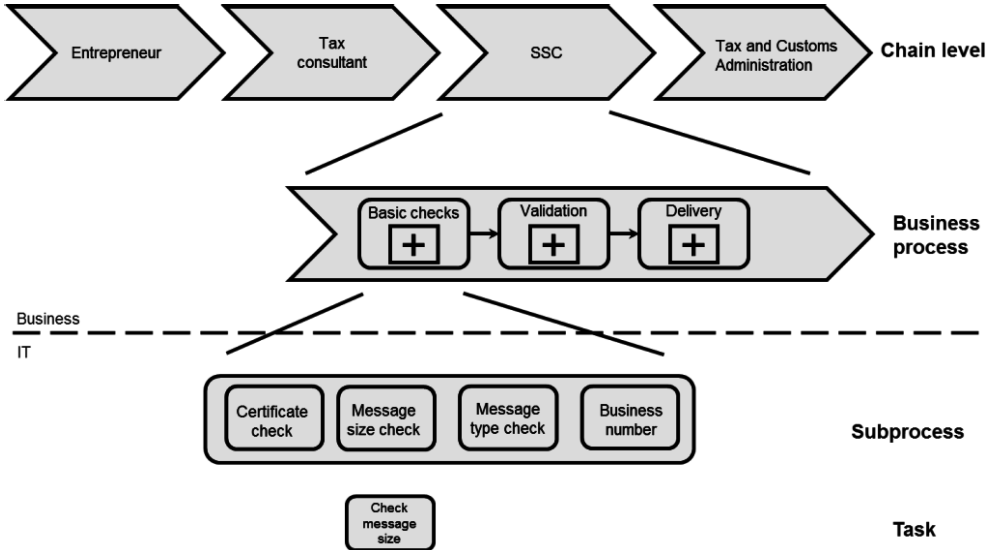 Entrepreneur
Tax
consultant
SSC
Tax and Customs
Administration
Chain level
Basic checks
Validation
Delivery
Business
process
Business
IT
Certificate
check
Message
size check
Message
type check
Business
number
Subprocess
Check
message
size
Task